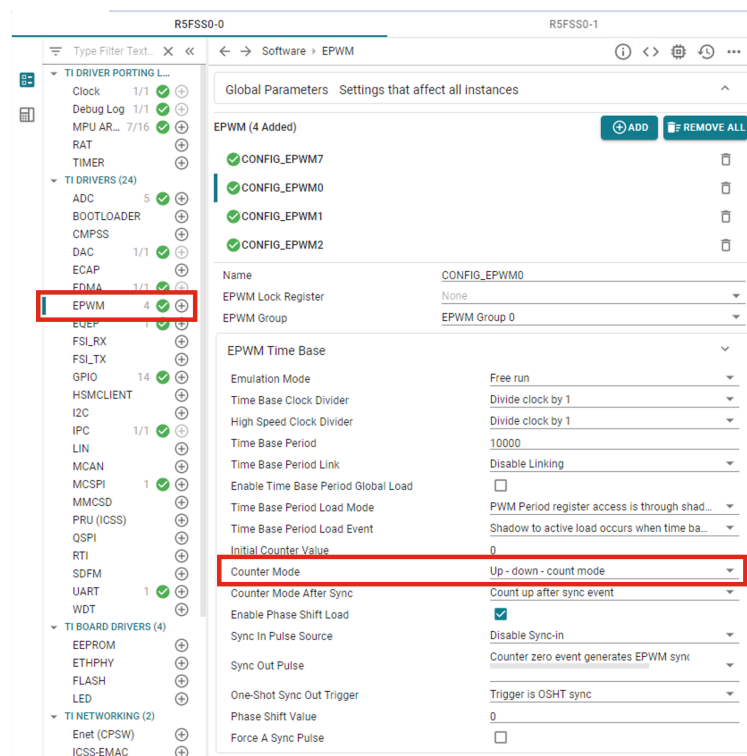 R5FSS0-0
R5FSS0-1
Type Filter Text..
Software > EPWM
TI DRIVER PORTING L...
Clock 1/1
Debug Log 1/1
MPU AR... 7/16
RAT
TIMER
TI DRIVERS (24)
ADC 5
BOOTLOADER
CMPSS
DAC 1/1
ECAP
EDMA 1/1
EPWM 4
EQEP 1
FSI_RX
FSI_TX
GPIO 14
HSMCLIENT
I2C
IPC 1/1
LIN
MCAN
MCSPI 1
MMCSD
PRU (ICSS)
QSPI
RTI
SDFM
UART 1
WDT
TI BOARD DRIVERS (4)
EEPROM
ETHPHY
FLASH
LED
TI NETWORKING (2)
Enet (CPSW)
ICSS-EMAC
Global Parameters Settings that affect all instances
EPWM (4 Added)
ADD
REMOVE ALL
CONFIG_EPWM7
CONFIG_EPWM0
CONFIG_EPWM1
CONFIG_EPWM2
Name CONFIG_EPWM0
EPWM Lock Register None
EPWM Group EPWM Group 0
EPWM Time Base
Emulation Mode Free run
Time Base Clock Divider Divide clock by 1
High Speed Clock Divider Divide clock by 1
Time Base Period 10000
Time Base Period Link Disable Linking
Enable Time Base Period Global Load
Time Base Period Load Mode PWM Period register access is through shad...
Time Base Period Load Event Shadow to active load occurs when time ba...
Initial Counter Value 0
Counter Mode Up - down - count mode
Counter Mode After Sync Count up after sync event
Enable Phase Shift Load
Sync In Pulse Source Disable Sync-in
Sync Out Pulse Counter zero event generates EPWM sync
One-Shot Sync Out Trigger Trigger is OSHT sync
Phase Shift Value 0
Force A Sync Pulse